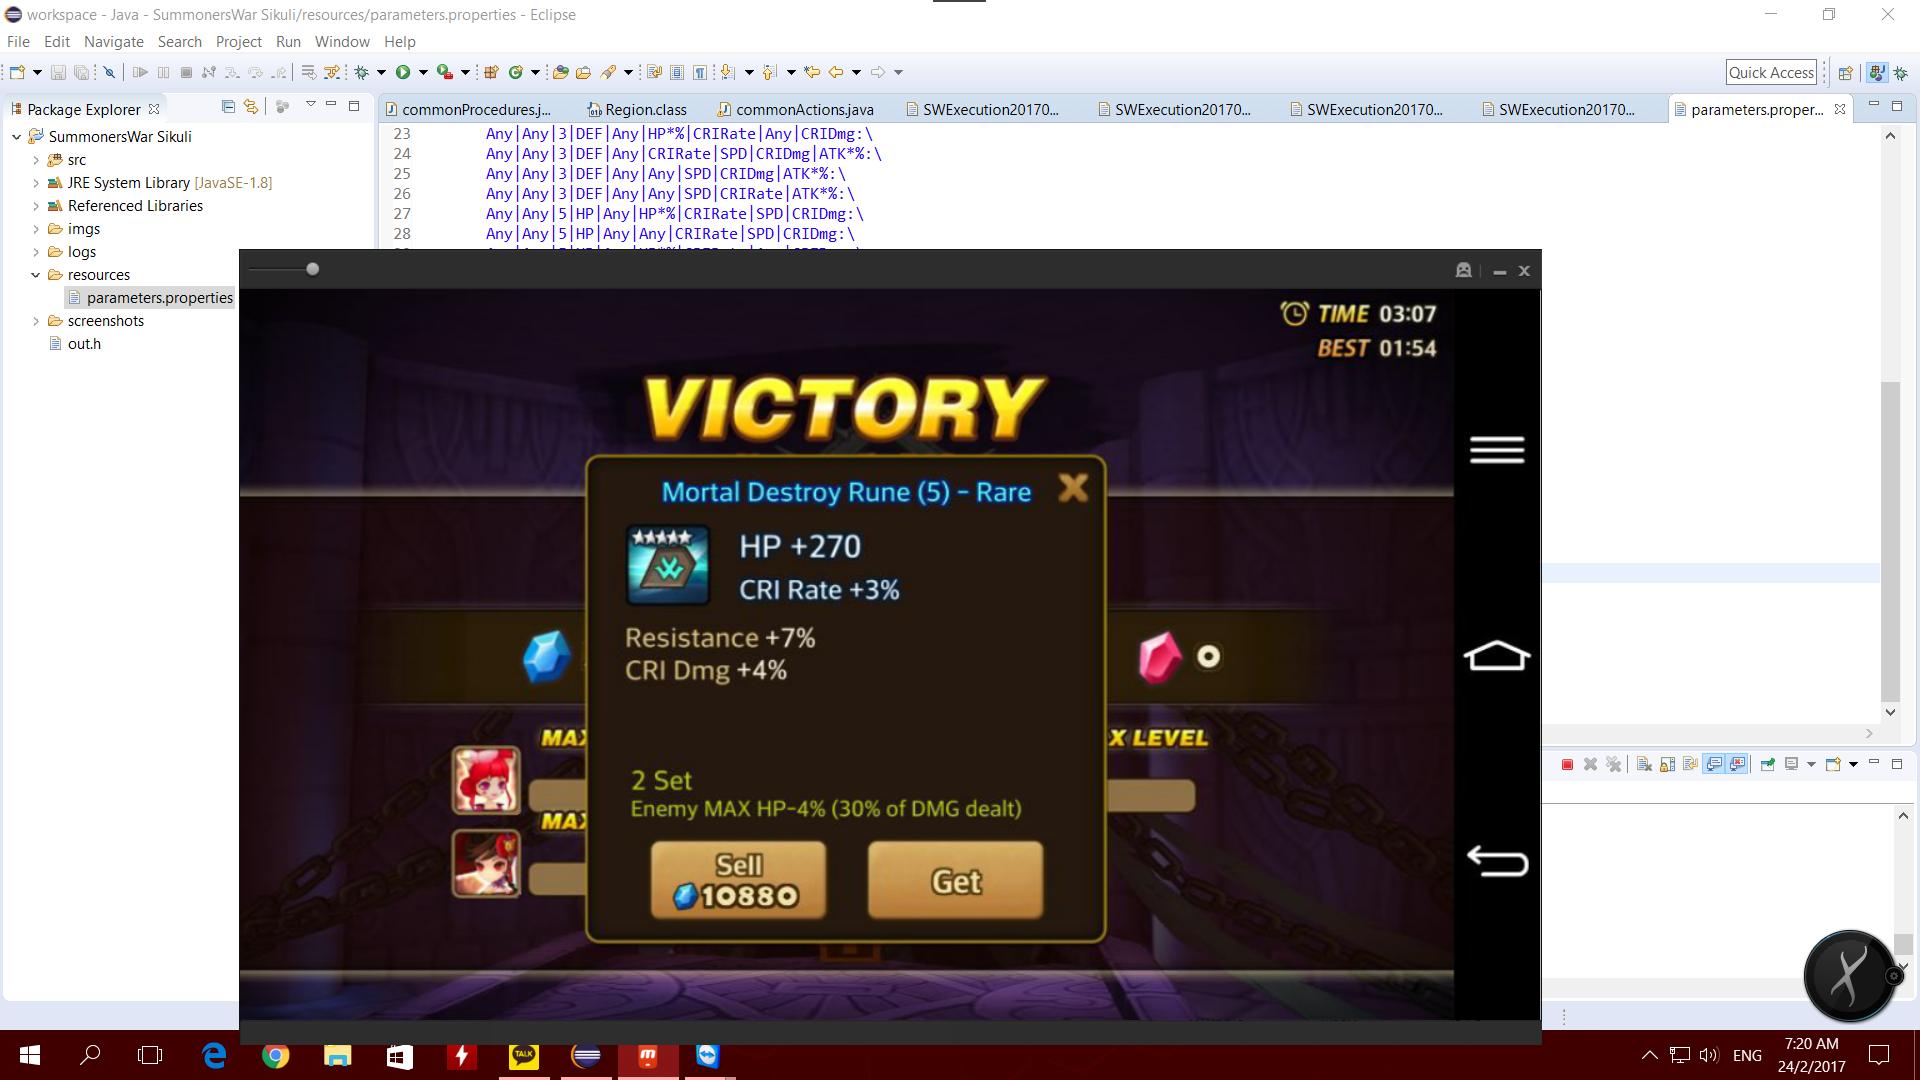 workspace - Java - SummonersWar Sikuli/resources/parameters.properties - Eclipse
File Edit Navigate Search Project Run Window Help
Quick Access
Package Explorer
commonProcedures.j...
Region.class
commonActions.java
SWExecution20170...
SWExecution20170...
SWExecution20170...
SWExecution20170...
parameters.proper...
SummonersWar Sikuli
src
JRE System Library [JavaSE-1.8]
Referenced Libraries
imgs
logs
resources
parameters.properties
screenshots
out.h
23 Any|Any|3|DEF|Any|HP*%|CRIRate|Any|CRIDmg:\
24 Any|Any|3|DEF|Any|CRIRate|SPD|CRIDmg|ATK*%:\
25 Any|Any|3|DEF|Any|Any|SPD|CRIDmg|ATK*%:\
26 Any|Any|3|DEF|Any|Any|SPD|CRIRate|ATK*%:\
27 Any|Any|5|HP|Any|HP*%|CRIRate|SPD|CRIDmg:\
28 Any|Any|5|HP|Any|Any|CRIRate|SPD|CRIDmg:\
TIME 03:07
BEST 01:54
VICTORY
Mortal Destroy Rune (5) - Rare
HP +270
CRI Rate +3%
Resistance +7%
CRI Dmg +4%
MAX
X LEVEL
MAX
2 Set
Enemy MAX HP-4% (30% of DMG dealt)
Sell
10880
Get
TALK
ENG
7:20 AM
24/2/2017